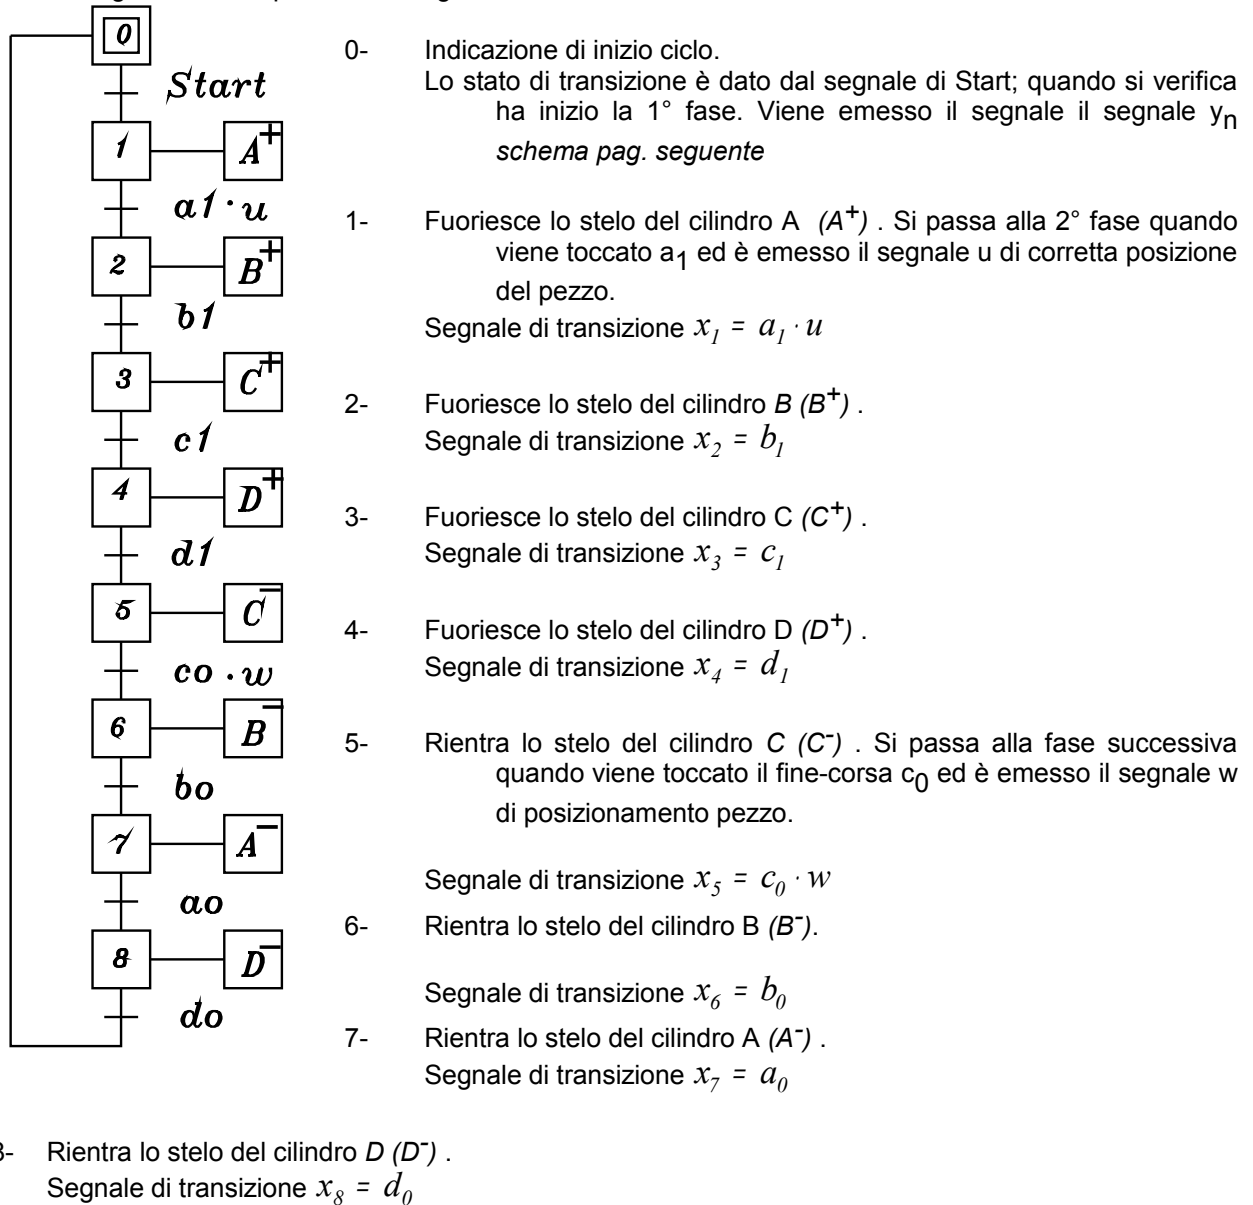 0
Start
1 A+
a1·u
2 B+
b1
3 C+
c1
4 D+
d1
5 C−
co·w
6 B−
bo
7 A−
ao
8 D−
do
0- Indicazione di inizio ciclo.
Lo stato di transizione è dato dal segnale di Start; quando si verifica
ha inizio la 1° fase. Viene emesso il segnale il segnale yn
schema pag. seguente
1- Fuoriesce lo stelo del cilindro A (A+) . Si passa alla 2° fase quando
viene toccato a1 ed è emesso il segnale u di corretta posizione
del pezzo.
Segnale di transizione x1 = a1 · u
2- Fuoriesce lo stelo del cilindro B (B+) .
Segnale di transizione x2 = b1
3- Fuoriesce lo stelo del cilindro C (C+) .
Segnale di transizione x3 = c1
4- Fuoriesce lo stelo del cilindro D (D+) .
Segnale di transizione x4 = d1
5- Rientra lo stelo del cilindro C (C-) . Si passa alla fase successiva
quando viene toccato il fine-corsa c0 ed è emesso il segnale w
di posizionamento pezzo.
Segnale di transizione x5 = c0 · w
6- Rientra lo stelo del cilindro B (B-).
Segnale di transizione x6 = b0
7- Rientra lo stelo del cilindro A (A-) .
Segnale di transizione x7 = a0
8- Rientra lo stelo del cilindro D (D-) .
Segnale di transizione x8 = d0